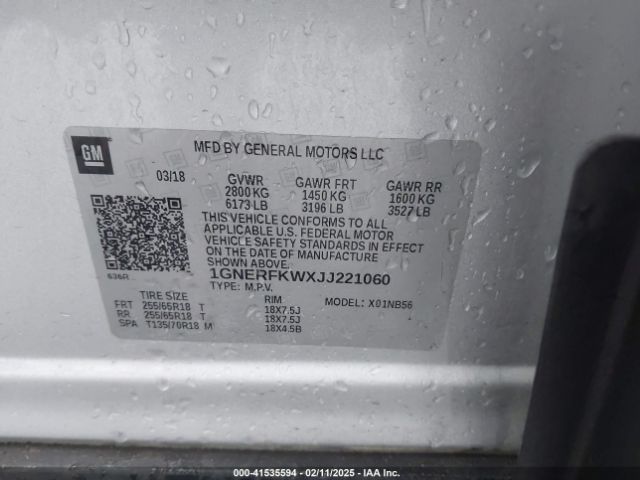 GM
MFD BY GENERAL MOTORS LLC
03/18
GVWR GAWR FRT GAWR RR
2800 KG 1450 KG 1600 KG
6173 LB 3196 LB 3527 LB
THIS VEHICLE CONFORMS TO ALL
APPLICABLE U.S. FEDERAL MOTOR
VEHICLE SAFETY STANDARDS IN EFFECT
ON THE DATE OF MANUFACTURE
SHOWN ABOVE.
1GNERFKWXJJ221060
636R
TYPE: M.P.V.
TIRE SIZE RIM MODEL: X01NB56
FRT 255/65R18 T 18X7.5J
RR 255/65R18 T 18X7.5J
SPA T135/70R18 M 18X4.5B
000-41535594 - 02/11/2025 - IAA Inc.